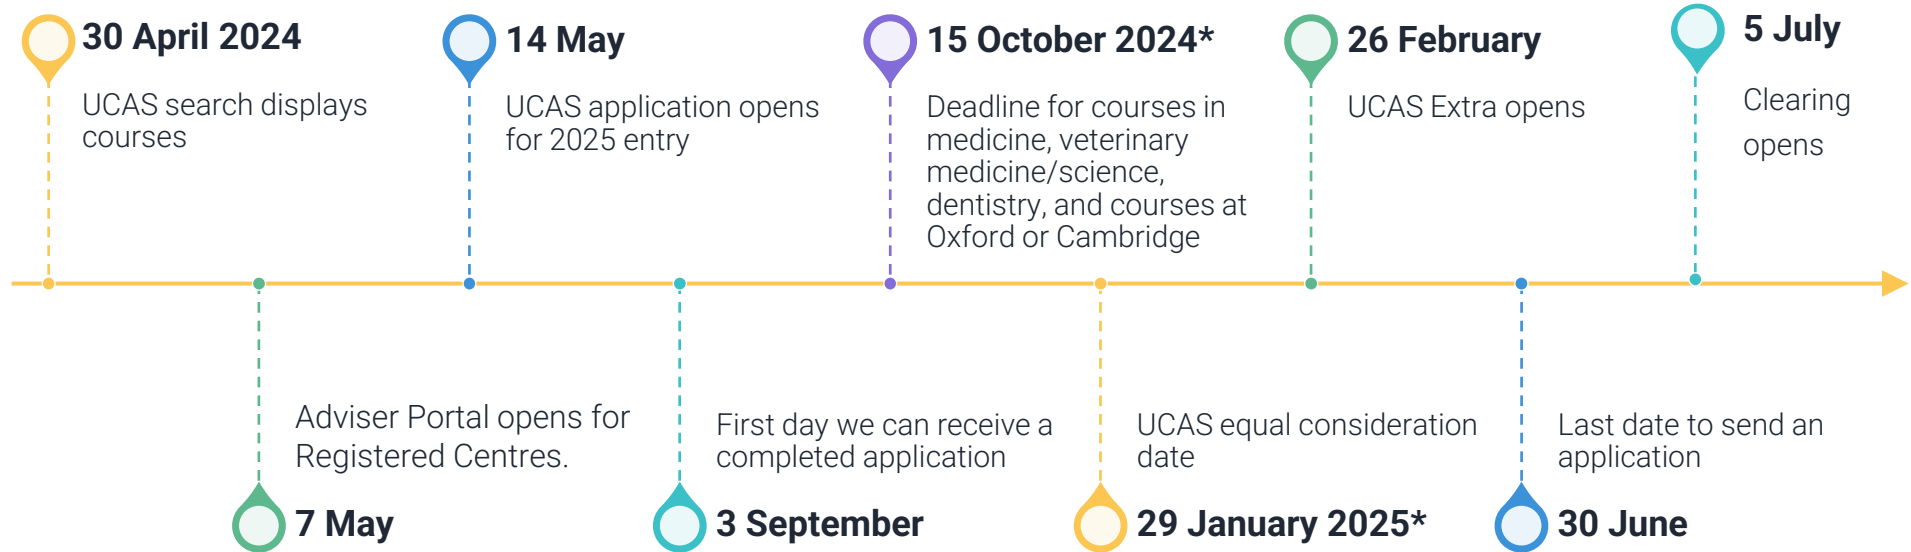 30 April 2024
UCAS search displays
courses
14 May
UCAS application opens
for 2025 entry
15 October 2024*
Deadline for courses in
medicine, veterinary
medicine/science,
dentistry, and courses at
Oxford or Cambridge
26 February
UCAS Extra opens
5 July
Clearing
opens
Adviser Portal opens for
Registered Centres.
7 May
First day we can receive a
completed application
3 September
UCAS equal consideration
date
29 January 2025*
Last date to send an
application
30 June